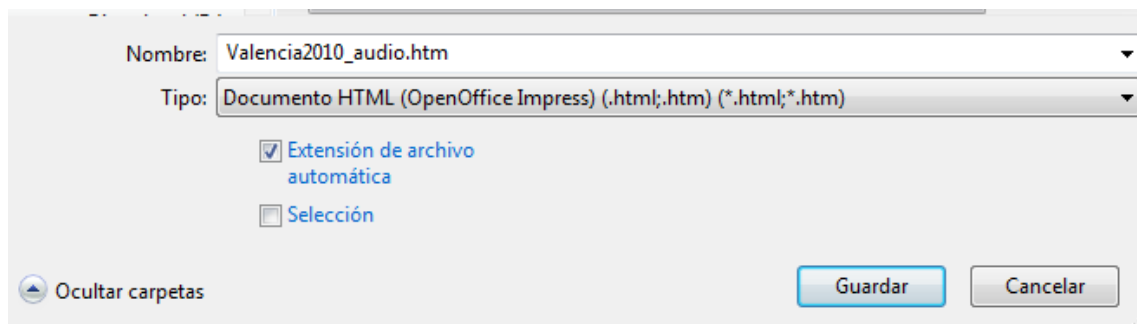 Nombre: Valencia2010_audio.htm
Tipo: Documento HTML (OpenOffice Impress) (.html;.htm) (*.html;*.htm)
Extensión de archivo
automática
Selección
Ocultar carpetas Guardar Cancelar